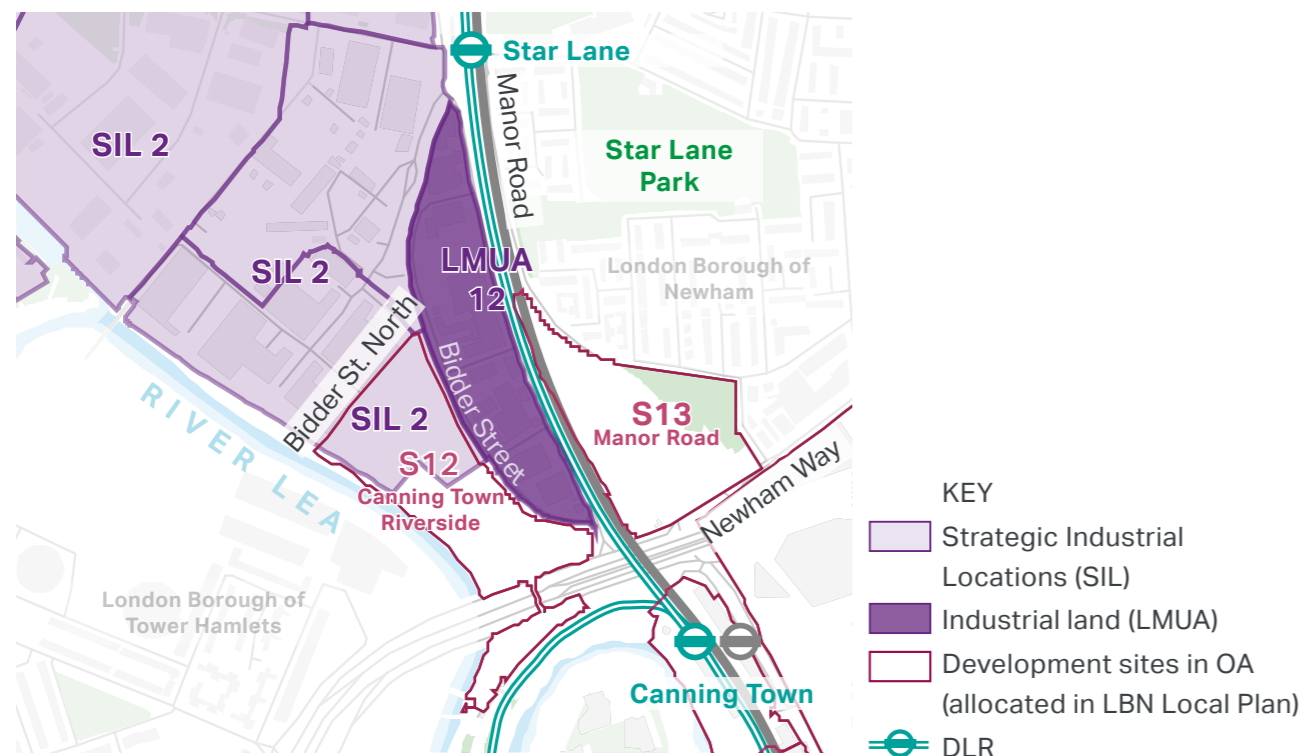 Star Lane
Manor Road
SIL 2
Star Lane
Park
SIL 2
LMUA
12
London Borough of
Newham
Bidder St. North
Bidder Street
RIVER LEA
SIL 2
S13
Manor Road
S12
Canning Town
Riverside
Newham Way
London Borough of
Tower Hamlets
Canning Town
KEY
Strategic Industrial
Locations (SIL)
Industrial land (LMUA)
Development sites in OA
(allocated in LBN Local Plan)
DLR